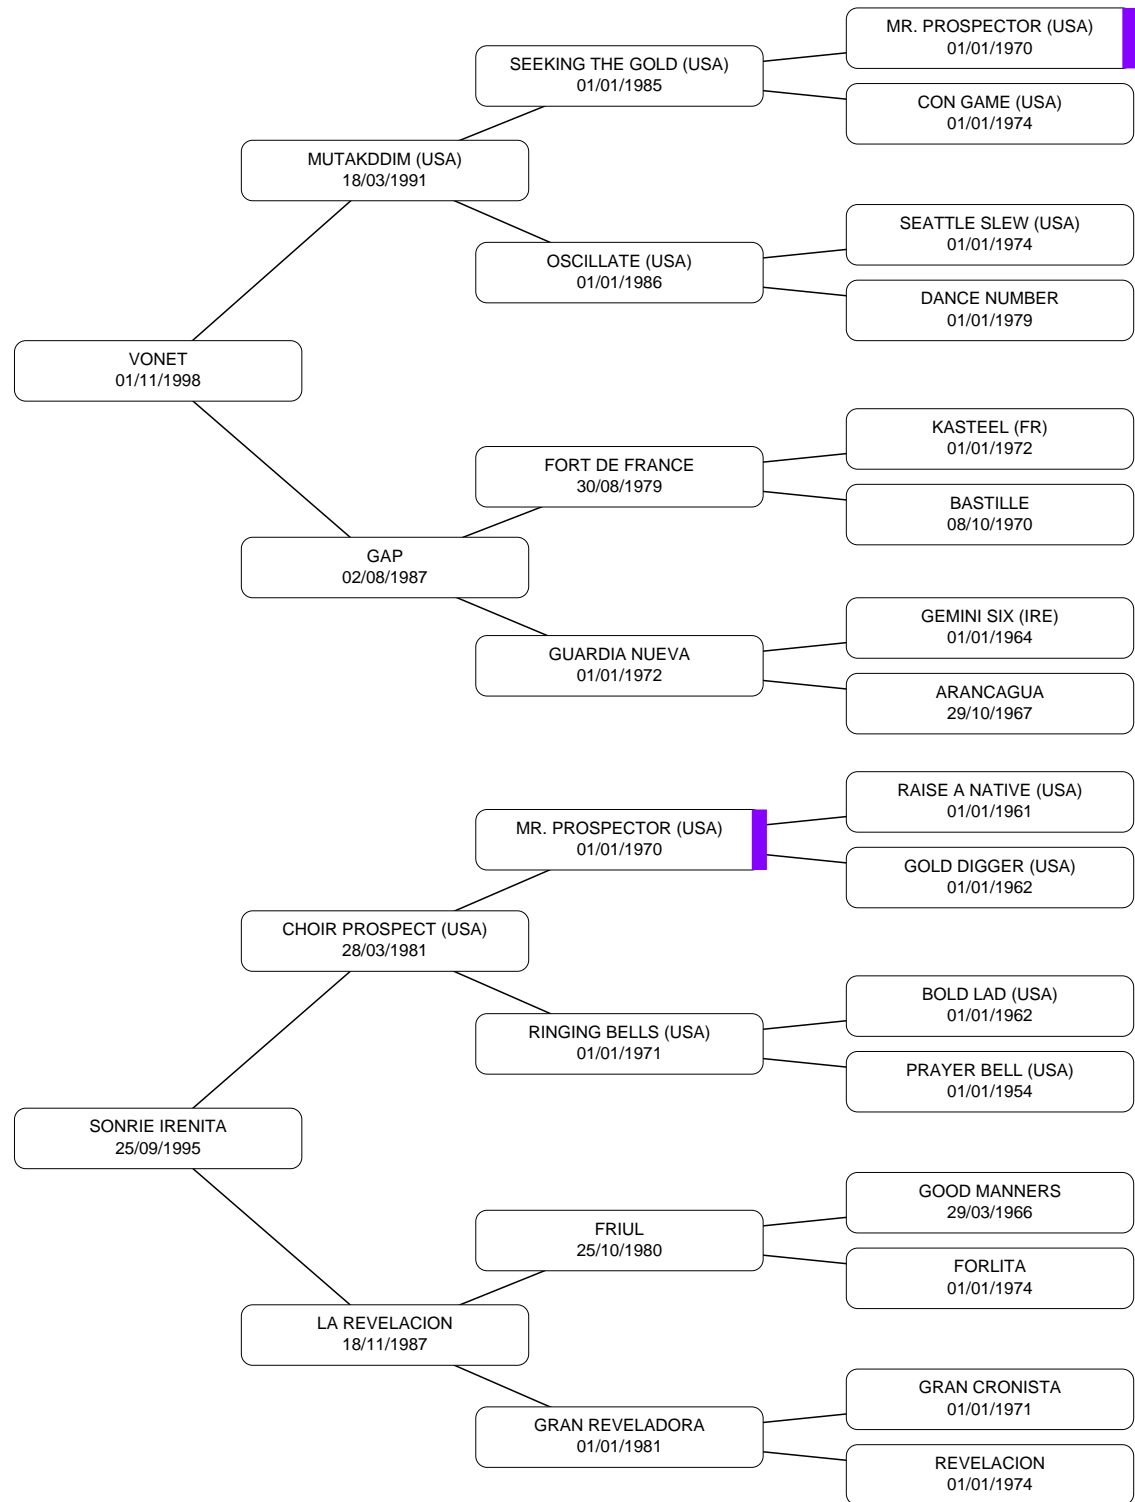 MR. PROSPECTOR (USA)
01/01/1970
SEEKING THE GOLD (USA)
01/01/1985
CON GAME (USA)
01/01/1974
MUTAKDDIM (USA)
18/03/1991
SEATTLE SLEW (USA)
01/01/1974
OSCILLATE (USA)
01/01/1986
DANCE NUMBER
01/01/1979
VONET
01/11/1998
KASTEEL (FR)
01/01/1972
FORT DE FRANCE
30/08/1979
BASTILLE
08/10/1970
GAP
02/08/1987
GEMINI SIX (IRE)
01/01/1964
GUARDIA NUEVA
01/01/1972
ARANCAGUA
29/10/1967
RAISE A NATIVE (USA)
01/01/1961
MR. PROSPECTOR (USA)
01/01/1970
GOLD DIGGER (USA)
01/01/1962
CHOIR PROSPECT (USA)
28/03/1981
BOLD LAD (USA)
01/01/1962
RINGING BELLS (USA)
01/01/1971
PRAYER BELL (USA)
01/01/1954
SONRIE IRENITA
25/09/1995
GOOD MANNERS
29/03/1966
FRIUL
25/10/1980
FORLITA
01/01/1974
LA REVELACION
18/11/1987
GRAN CRONISTA
01/01/1971
GRAN REVELADORA
01/01/1981
REVELACION
01/01/1974